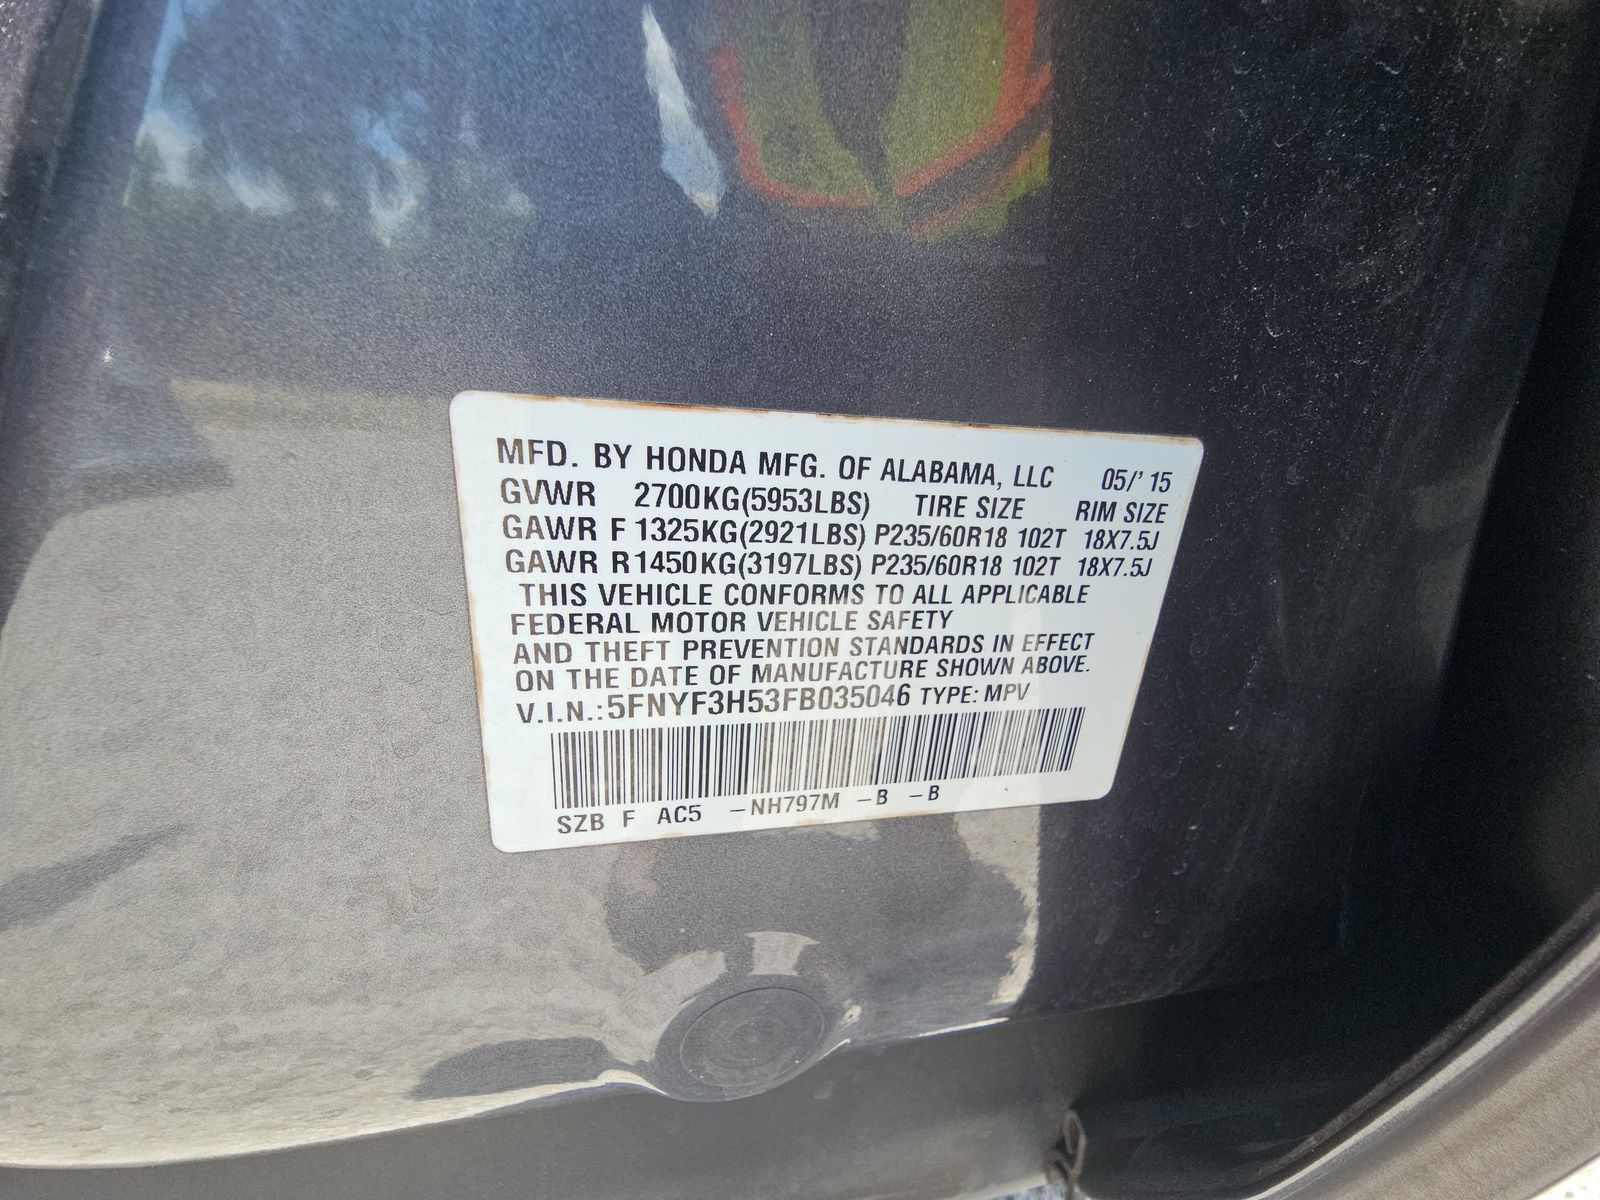 MFD. BY HONDA MFG. OF ALABAMA, LLC 05/'15
GVWR 2700KG(5953LBS) TIRE SIZE RIM SIZE
GAWR F 1325KG(2921LBS) P235/60R18 102T 18X7.5J
GAWR R 1450KG(3197LBS) P235/60R18 102T 18X7.5J
THIS VEHICLE CONFORMS TO ALL APPLICABLE
FEDERAL MOTOR VEHICLE SAFETY
AND THEFT PREVENTION STANDARDS IN EFFECT
ON THE DATE OF MANUFACTURE SHOWN ABOVE.
V.I.N.:5FNYF3H53FB035046 TYPE: MPV
SZB F AC5 -NH797M -B -B